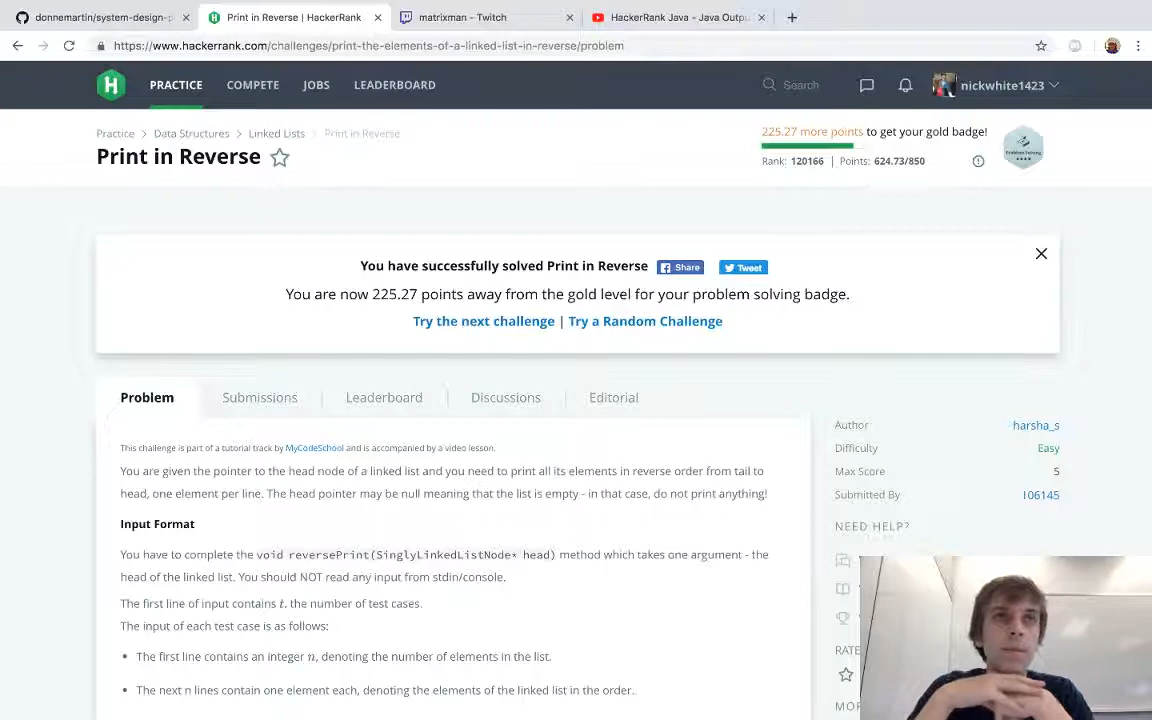 donnemartin/system-design-p
Print in Reverse | HackerRank
matrixman - Twitch
HackerRank Java - Java Outpu
https://www.hackerrank.com/challenges/print-the-elements-of-a-linked-list-in-reverse/problem
H PRACTICE COMPETE JOBS LEADERBOARD Search nickwhite1423
Practice > Data Structures > Linked Lists > Print in Reverse
225.27 more points to get your gold badge!
Print in Reverse
Rank: 120166 | Points: 624.73/850
Problem Solving
You have successfully solved Print in Reverse Share Tweet
You are now 225.27 points away from the gold level for your problem solving badge.
Try the next challenge | Try a Random Challenge
Problem Submissions Leaderboard Discussions Editorial
This challenge is part of a tutorial track by MyCodeSchool and is accompanied by a video lesson.
You are given the pointer to the head node of a linked list and you need to print all its elements in reverse order from tail to
head, one element per line. The head pointer may be null meaning that the list is empty - in that case, do not print anything!
Input Format
You have to complete the void reversePrint(SinglyLinkedListNode* head) method which takes one argument - the
head of the linked list. You should NOT read any input from stdin/console.
The first line of input contains t, the number of test cases.
The input of each test case is as follows:
• The first line contains an integer n, denoting the number of elements in the list.
• The next n lines contain one element each, denoting the elements of the linked list in the order.
Author harsha_s
Difficulty Easy
Max Score 5
Submitted By 106145
NEED HELP?
RATE
MOR